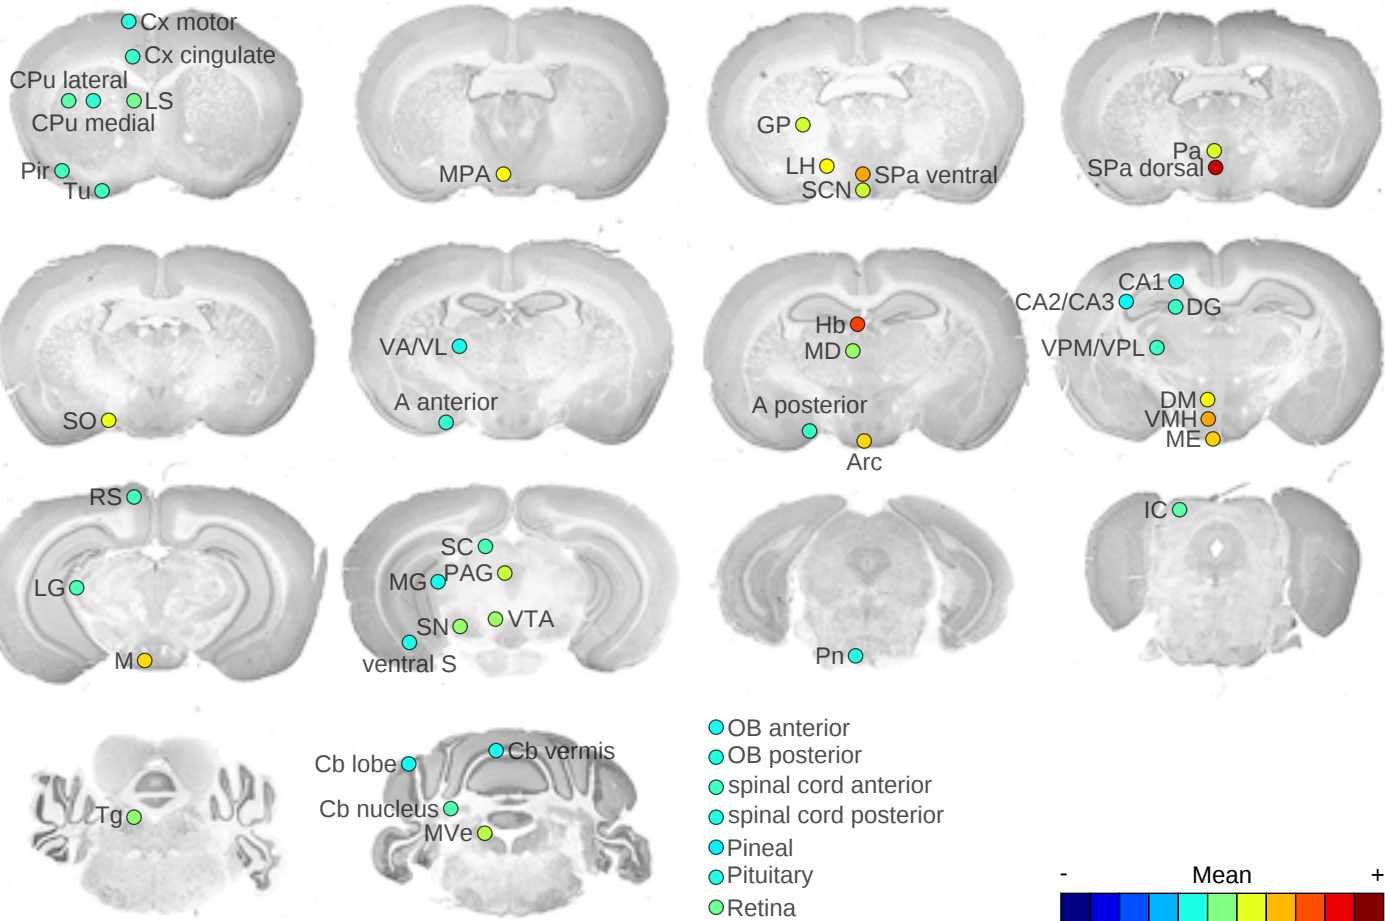 Cx motor
Cx cingulate
CPu lateral
LS
CPu medial
Pir
Tu
MPA
GP
LH
SPa ventral
SCN
Pa
SPa dorsal
SO
VA/VL
A anterior
Hb
MD
A posterior
Arc
CA1
CA2/CA3
DG
VPM/VPL
DM
VMH
ME
RS
LG
M
SC
MG
PAG
SN
VTA
ventral S
Pn
IC
Tg
Cb lobe
Cb vermis
Cb nucleus
MVe
OB anterior
OB posterior
spinal cord anterior
spinal cord posterior
Pineal
Pituitary
Retina
- Mean +